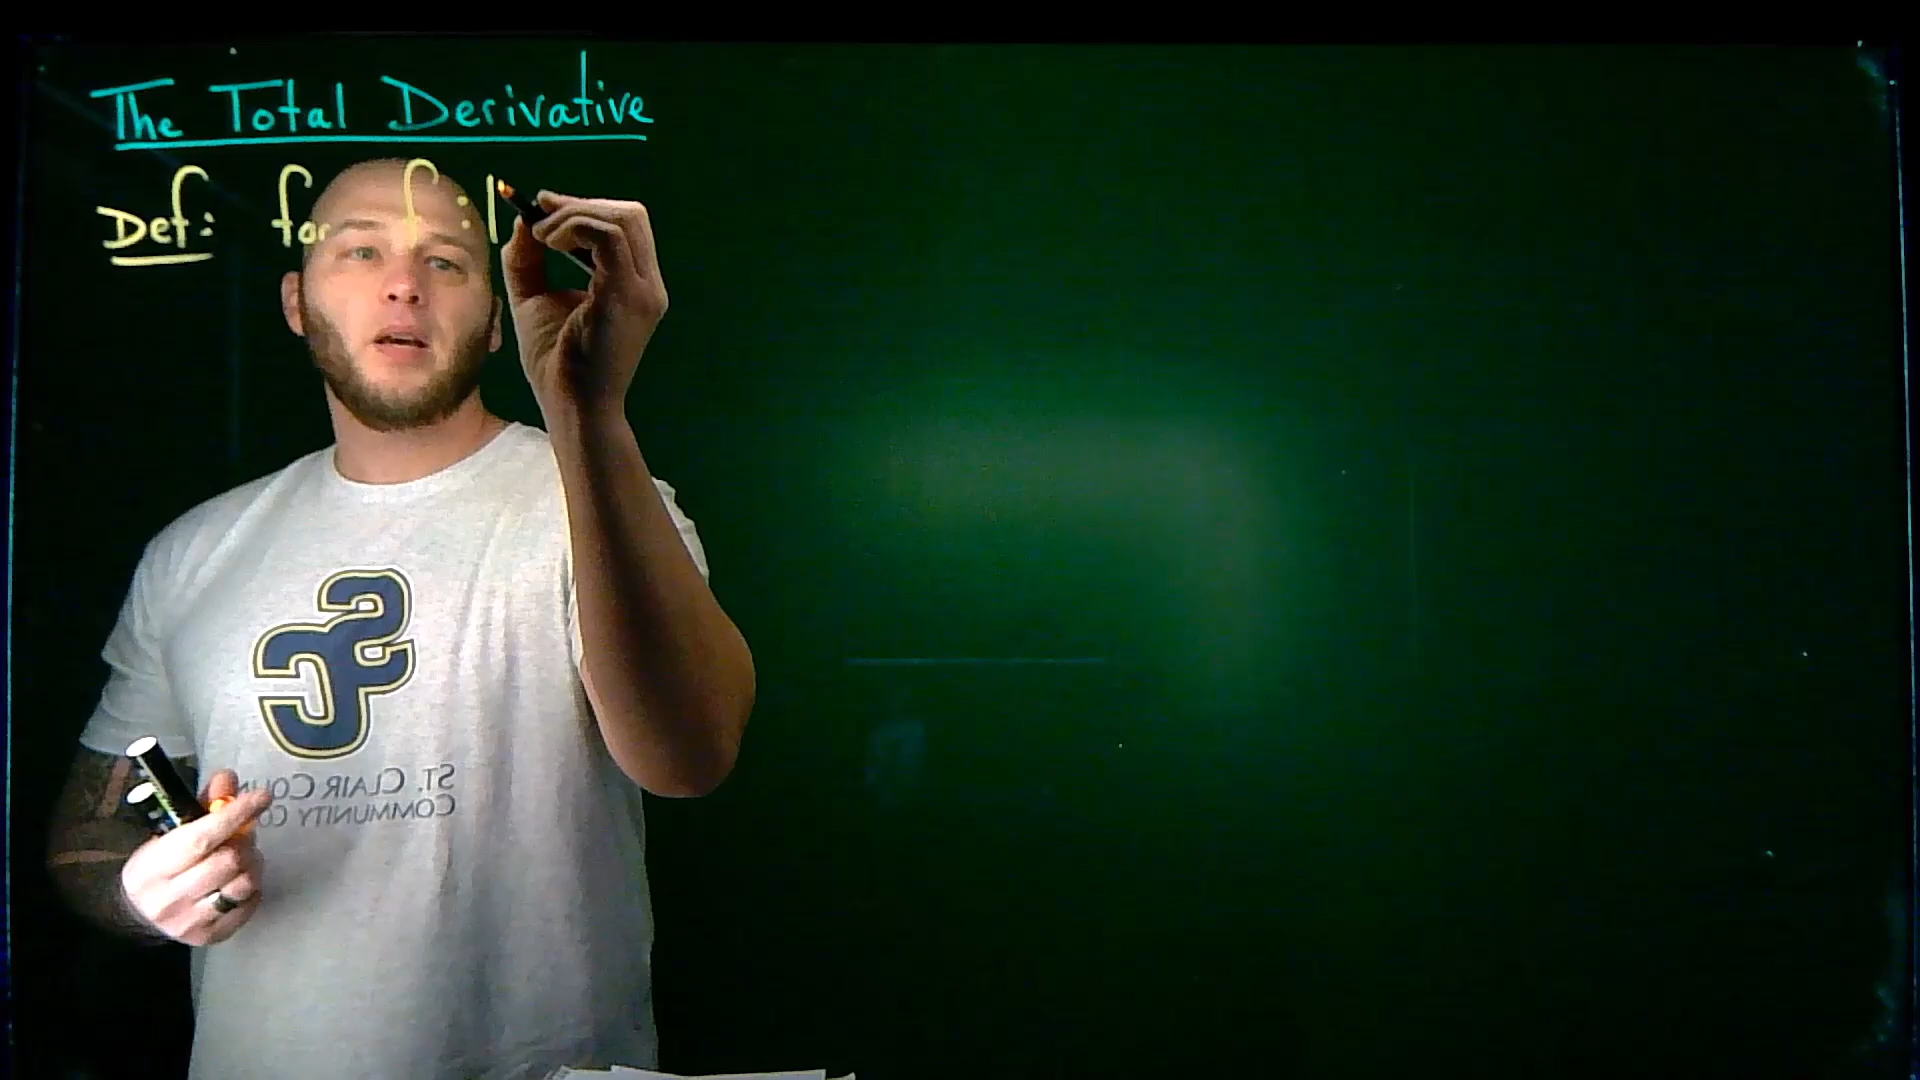 The Total Derivative
Def: for f:
ST. CLAIR COUN
COMMUNITY CO